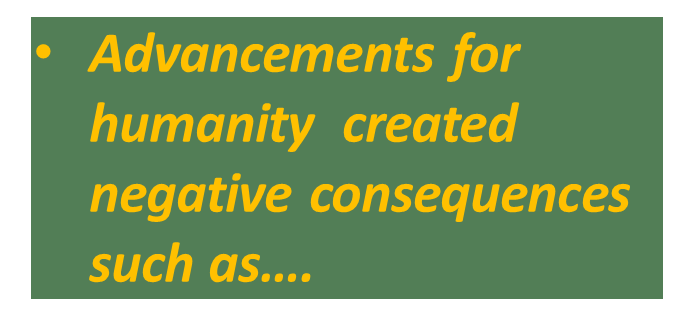 • Advancements for
humanity  created
negative consequences
such as….